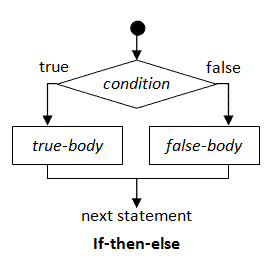 true
false
condition
true-body
false-body
next statement
If-then-else